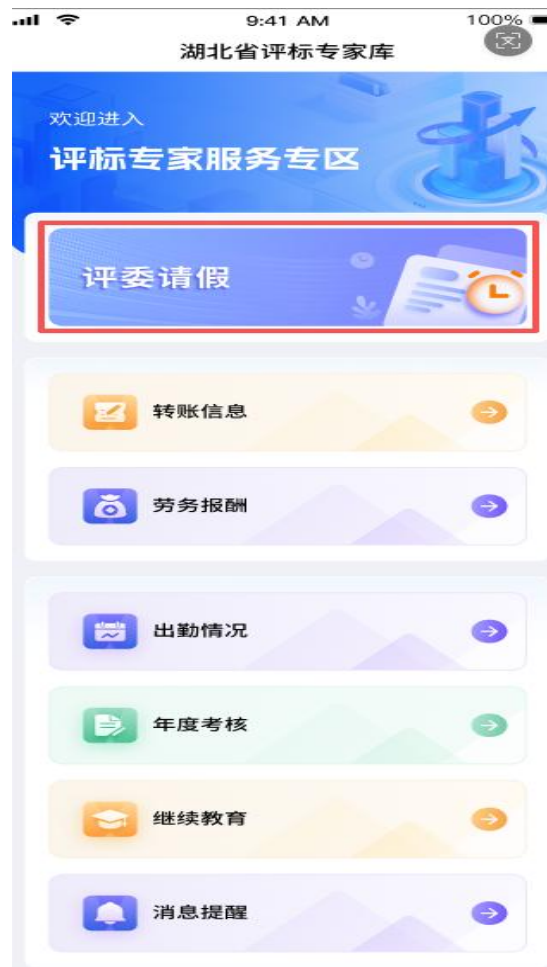 9:41 AM
100%
湖北省评标专家库
欢迎进入
评标专家服务专区
评委请假
转账信息
劳务报酬
出勤情况
年度考核
继续教育
消息提醒